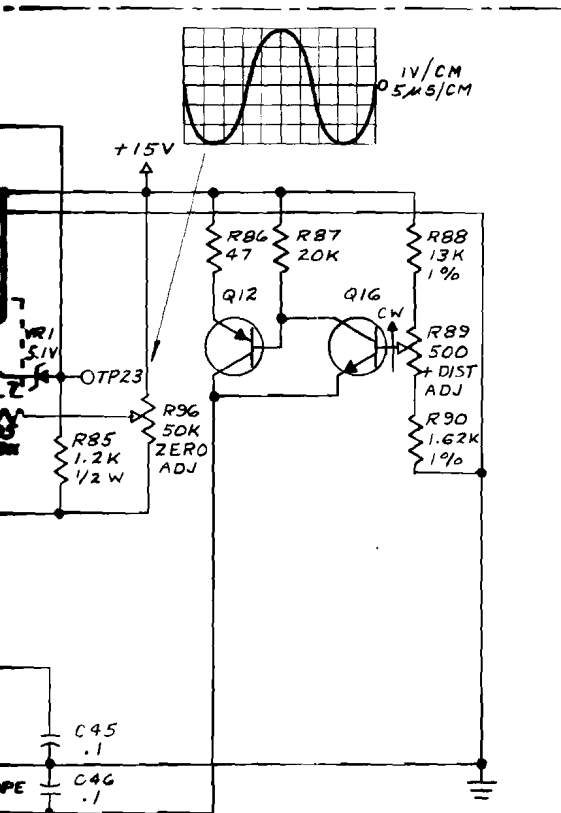 1V/CM
5µS/CM
+15V
R86
47
R87
20K
R88
13K
1%
Q12
Q16
CW
VR1
5.1V
R89
500
+ DIST
ADJ
TP23
R96
50K
ZERO
ADJ
R85
1.2K
1/2 W
R90
1.62K
1%
C45
.1
C46
.1
OPE